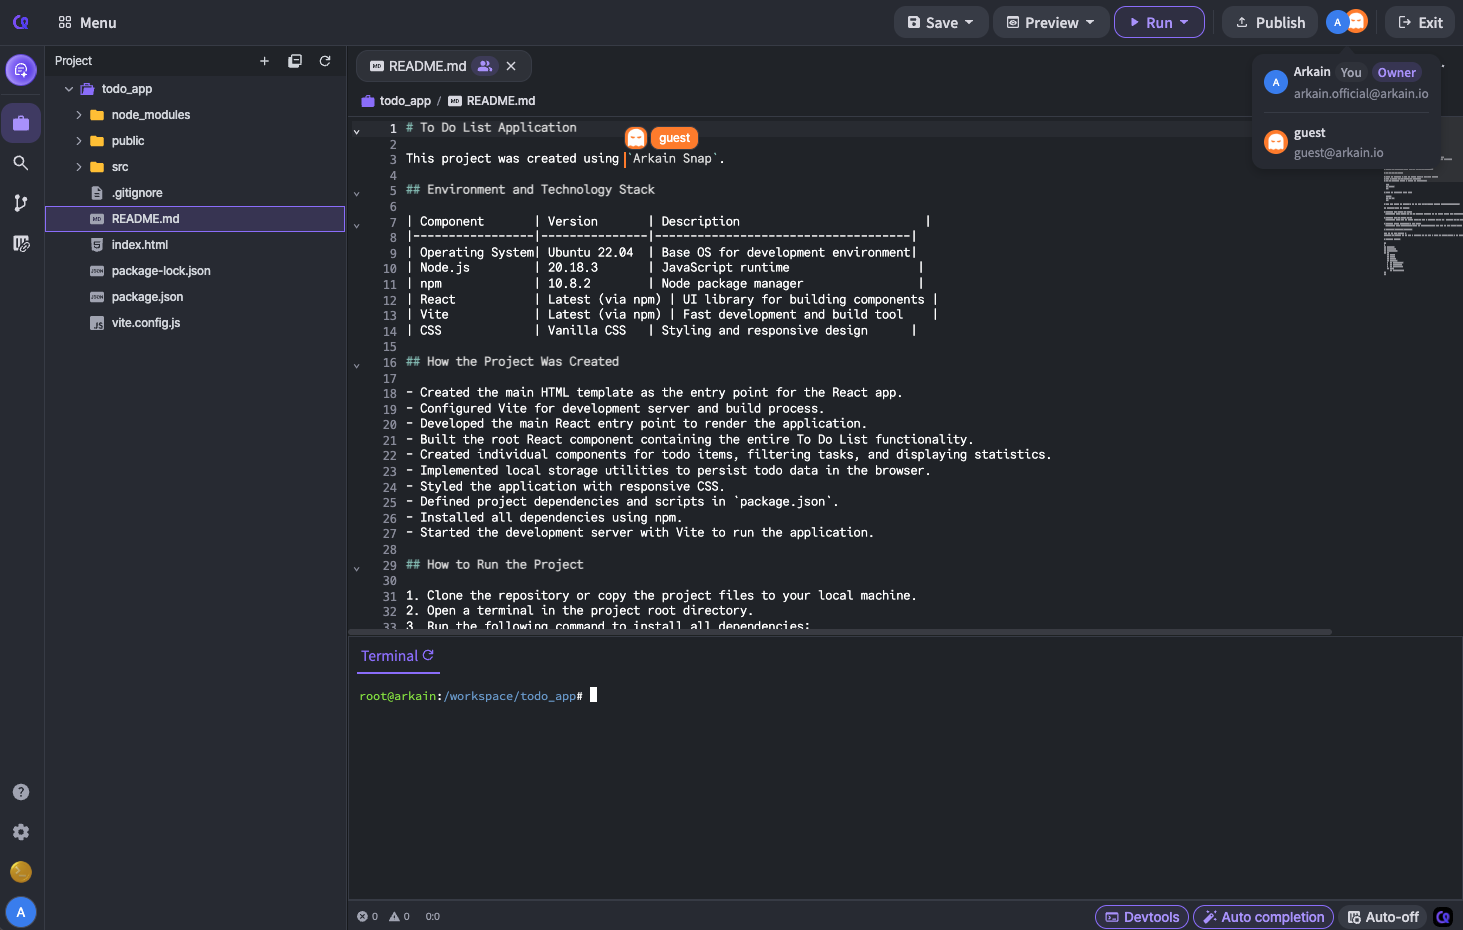 Menu
Save
Preview
Run
Publish
A
Exit
Project
README.md
Arkain You Owner
A
arkain.official@arkain.io
guest
guest@arkain.io
todo_app
node_modules
public
src
.gitignore
README.md
index.html
package-lock.json
package.json
vite.config.js
todo_app / README.md
guest
1 # To Do List Application
2
3 This project was created using `Arkain Snap`.
4
5 ## Environment and Technology Stack
6
7 | Component | Version | Description |
8 |-----------------|---------------|------------------------------------|
9 | Operating System| Ubuntu 22.04 | Base OS for development environment|
10 | Node.js | 20.18.3 | JavaScript runtime |
11 | npm | 10.8.2 | Node package manager |
12 | React | Latest (via npm) | UI library for building components |
13 | Vite | Latest (via npm) | Fast development and build tool |
14 | CSS | Vanilla CSS | Styling and responsive design |
15
16 ## How the Project Was Created
17
18 - Created the main HTML template as the entry point for the React app.
19 - Configured Vite for development server and build process.
20 - Developed the main React entry point to render the application.
21 - Built the root React component containing the entire To Do List functionality.
22 - Created individual components for todo items, filtering tasks, and displaying statistics.
23 - Implemented local storage utilities to persist todo data in the browser.
24 - Styled the application with responsive CSS.
25 - Defined project dependencies and scripts in `package.json`.
26 - Installed all dependencies using npm.
27 - Started the development server with Vite to run the application.
28
29 ## How to Run the Project
30
31 1. Clone the repository or copy the project files to your local machine.
32 2. Open a terminal in the project root directory.
33 3. Run the following command to install all dependencies:
Terminal
root@arkain:/workspace/todo_app#
A
0 0 0:0
Devtools
Auto completion
Auto-off